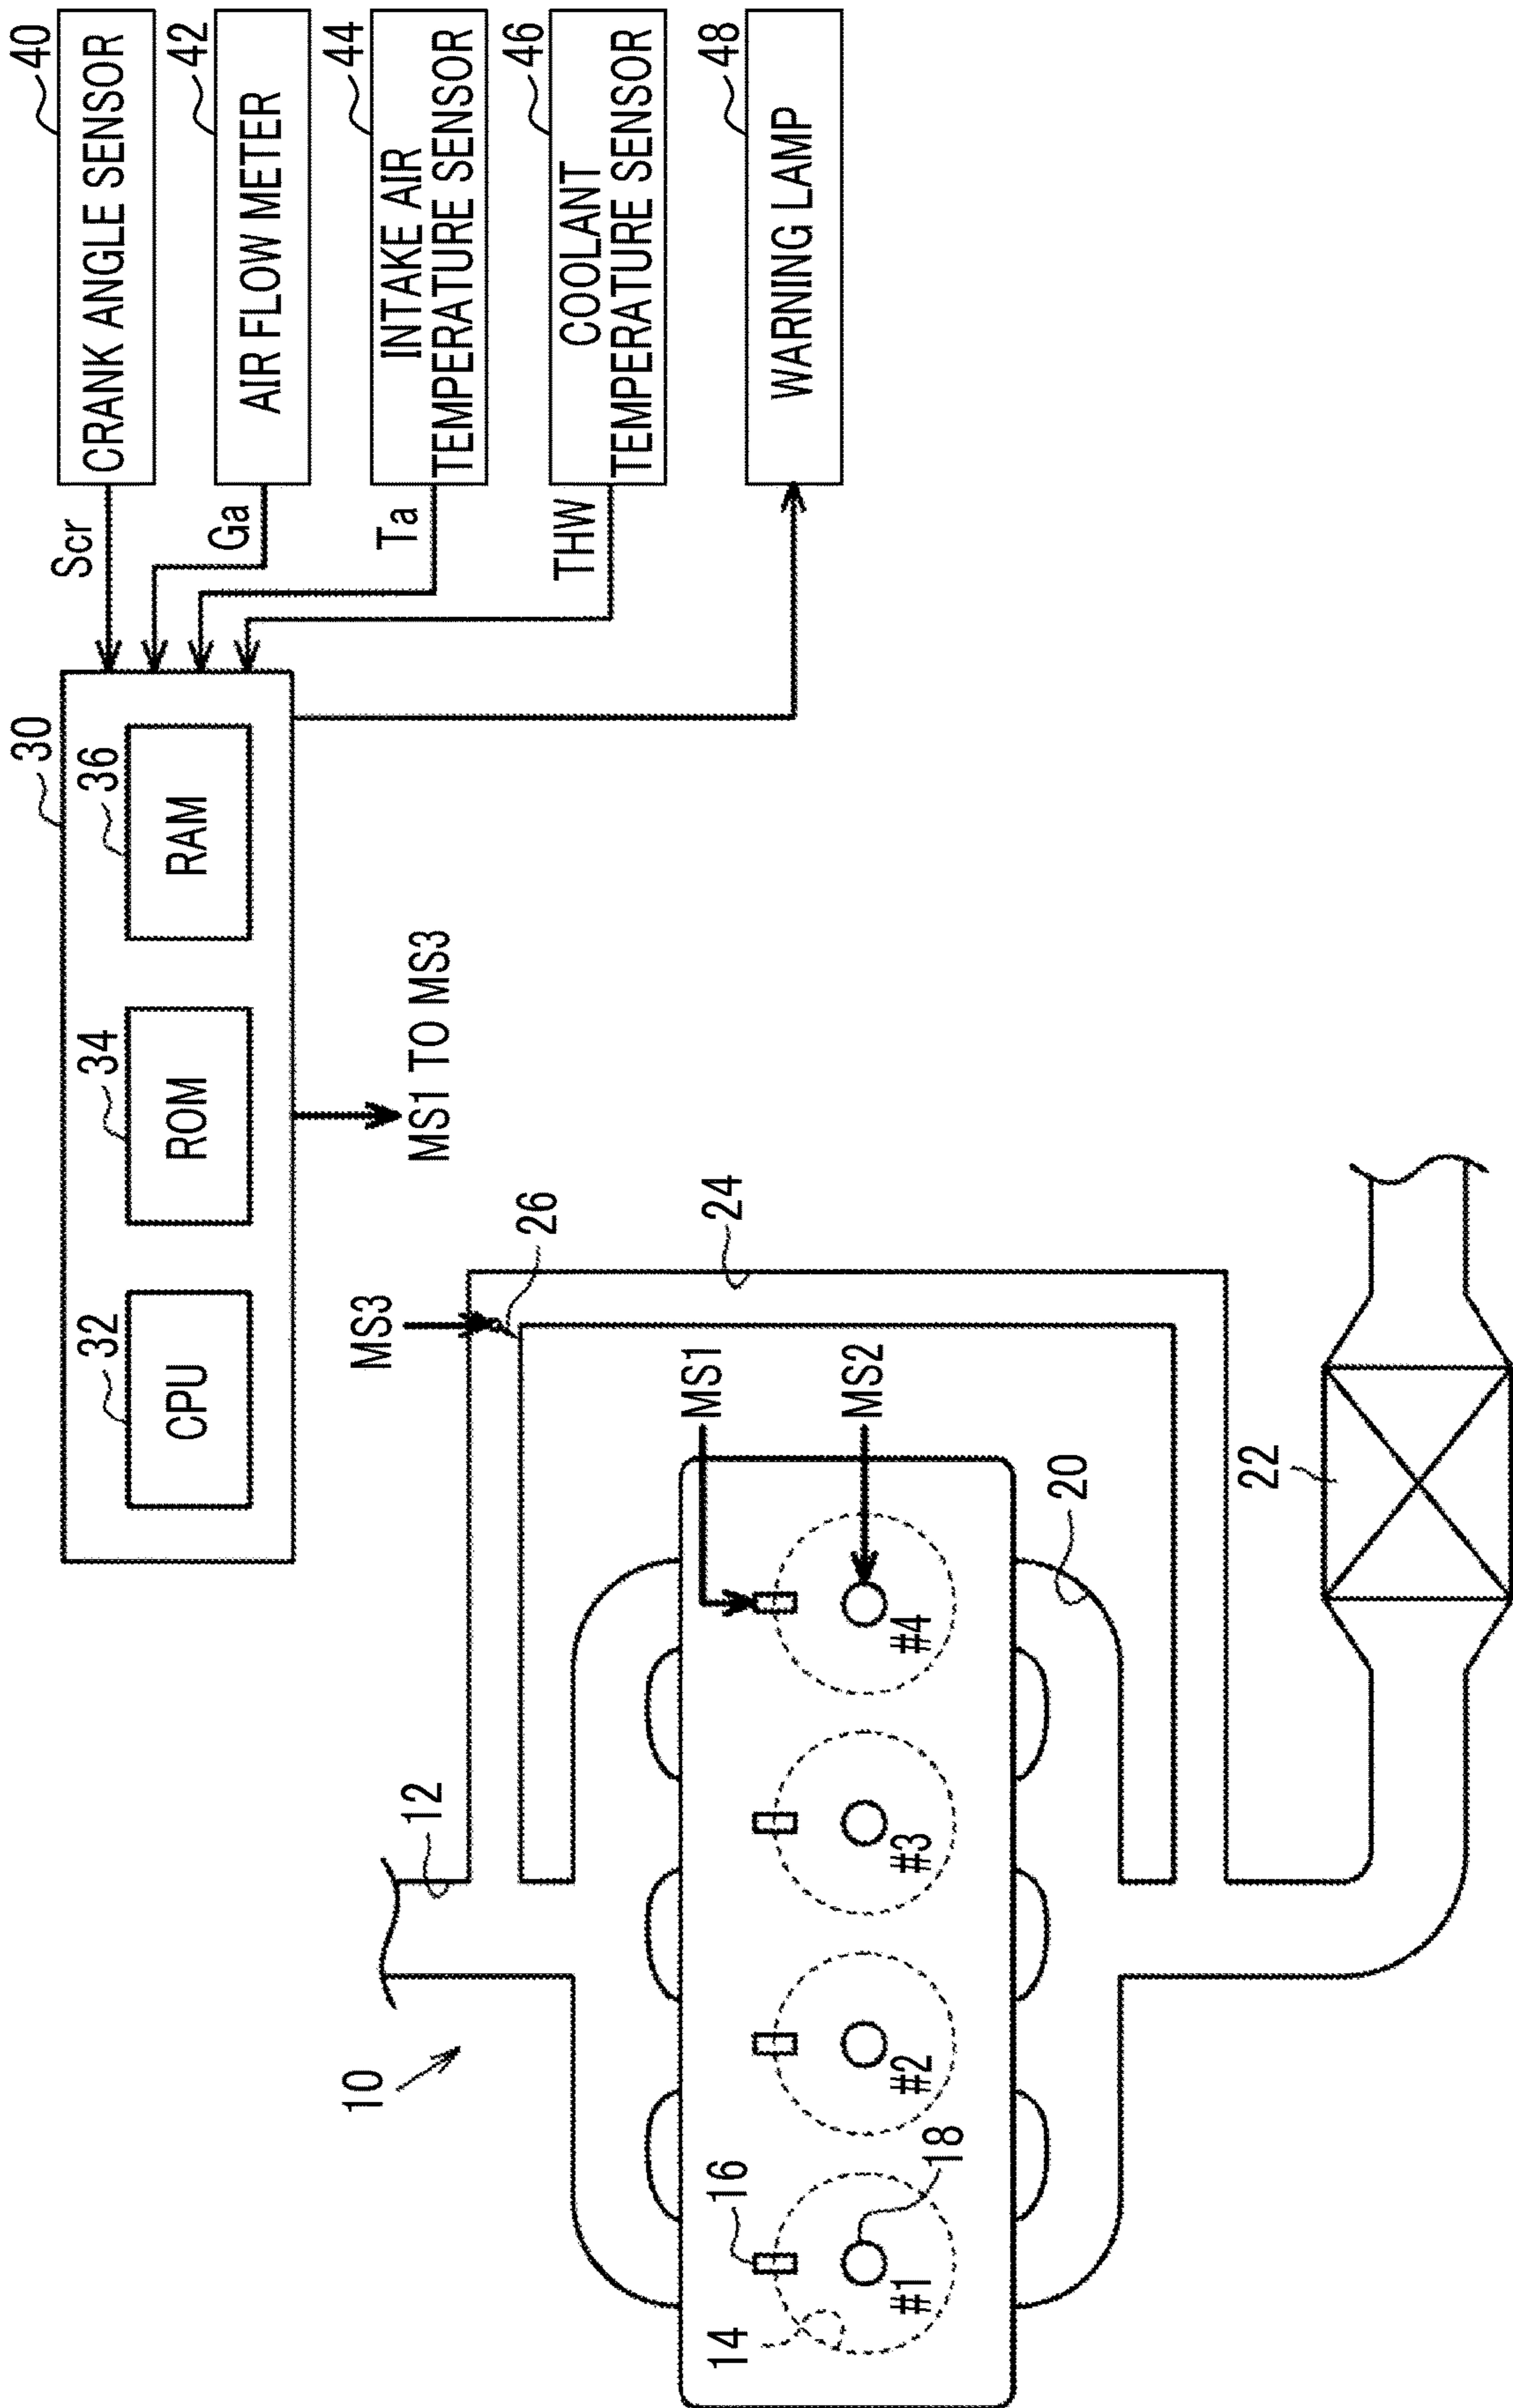 30
32
CPU
34
ROM
36
RAM
Scr
40
CRANK ANGLE SENSOR
Ga
42
AIR FLOW METER
Ta
44
INTAKE AIR
TEMPERATURE SENSOR
THW
46
COOLANT
TEMPERATURE SENSOR
48
WARNING LAMP
MS1 TO MS3
10
12
MS3
26
24
MS1
MS2
14
16
18
#1
#2
#3
#4
20
22